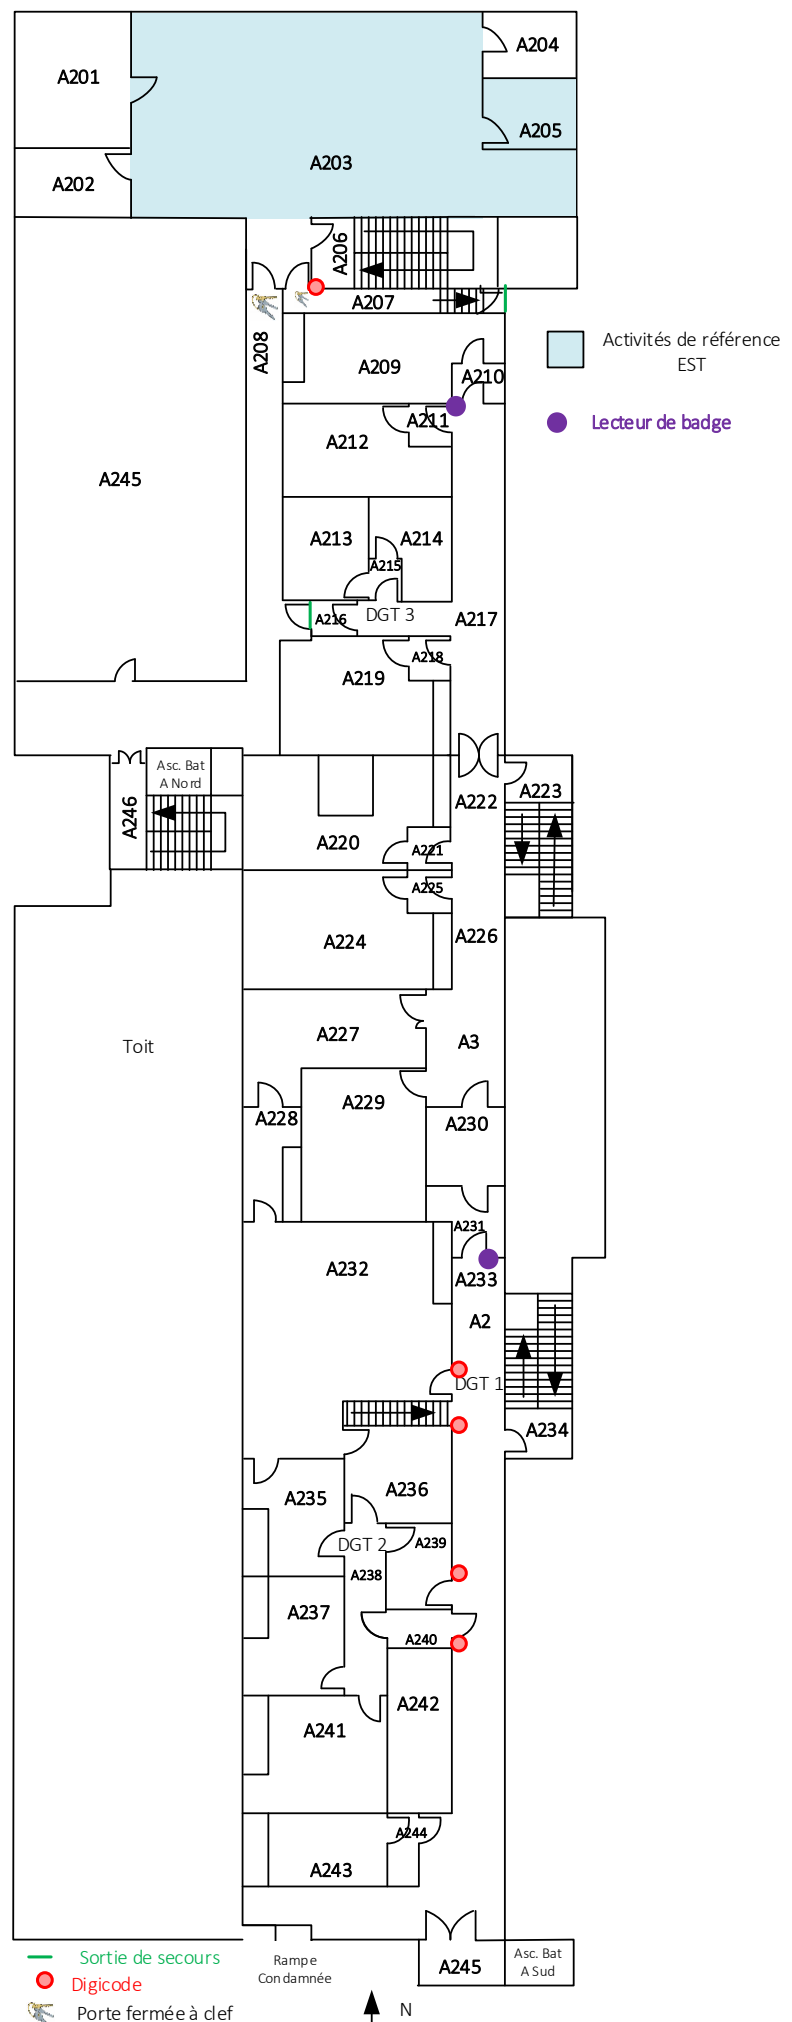 A204
A201
A205
A203
A202
A206
A207
A208
Activités de référence
EST
A209
A210
A211
Lecteur de badge
A212
A245
A213
A214
A215
DGT 3
A216
A217
A218
A219
Asc. Bat
A Nord
A223
A222
A246
A220
A221
A225
A226
A224
A227
A3
Toit
A229
A228
A230
A231
A232
A233
A2
DGT 1
A234
A236
A235
DGT 2
A239
A238
A237
A240
A242
A241
A244
A243
Sortie de secours
Digicode
Porte fermée à clef
Rampe
Condamnée
A245
Asc. Bat
A Sud
N